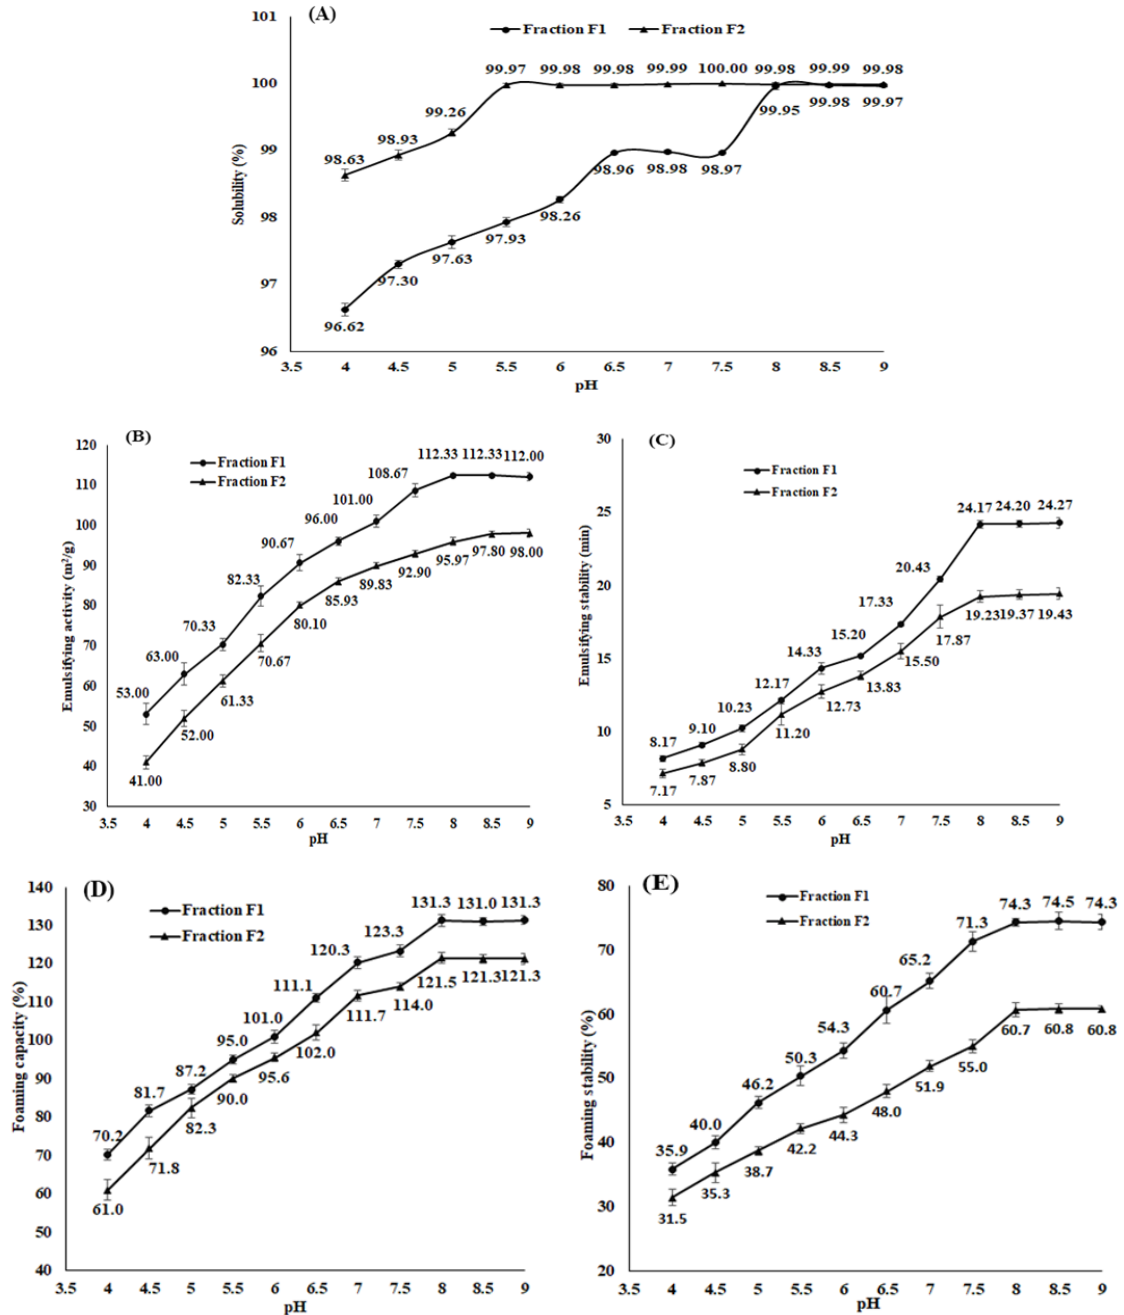 (A)
Fraction F1 Fraction F2
101
100
99
98
97
96
Solubility (%)
99.97 99.98 99.98 99.99 100.00 99.98 99.99 99.98
98.63 98.93 99.26
99.95 99.98 99.97
96.62 97.30 97.63 97.93 98.26 98.96 98.98 98.97
3.5 4 4.5 5 5.5 6 6.5 7 7.5 8 8.5 9
pH
(B)
Fraction F1
Fraction F2
120
110
100
90
80
70
60
50
40
30
Emulsifying activity (m²/g)
53.00 63.00 70.33 82.33 90.67 96.00 101.00 108.67 112.33 112.33 112.00
41.00 52.00 61.33 70.67 80.10 85.93 89.83 92.90 95.97 97.80 98.00
3.5 4 4.5 5 5.5 6 6.5 7 7.5 8 8.5 9
pH
(C)
Fraction F1
Fraction F2
30
25
20
15
10
5
Emulsifying stability (min)
8.17 9.10 10.23 12.17 14.33 15.20 17.33 20.43 24.17 24.20 24.27
7.17 7.87 8.80 11.20 12.73 13.83 15.50 17.87 19.23 19.37 19.43
3.5 4 4.5 5 5.5 6 6.5 7 7.5 8 8.5 9
pH
(D)
Fraction F1
Fraction F2
140
130
120
110
100
90
80
70
60
50
40
Foaming capacity (%)
70.2 81.7 87.2 95.0 101.0 111.1 120.3 123.3 131.3 131.0 131.3
61.0 71.8 82.3 90.0 95.6 102.0 111.7 114.0 121.5 121.3 121.3
3.5 4 4.5 5 5.5 6 6.5 7 7.5 8 8.5 9
pH
(E)
Fraction F1
Fraction F2
80
70
60
50
40
30
20
Foaming stability (%)
35.9 40.0 46.2 50.3 54.3 60.7 65.2 71.3 74.3 74.5 74.3
31.5 35.3 38.7 42.2 44.3 48.0 51.9 55.0 60.7 60.8 60.8
3.5 4 4.5 5 5.5 6 6.5 7 7.5 8 8.5 9
pH